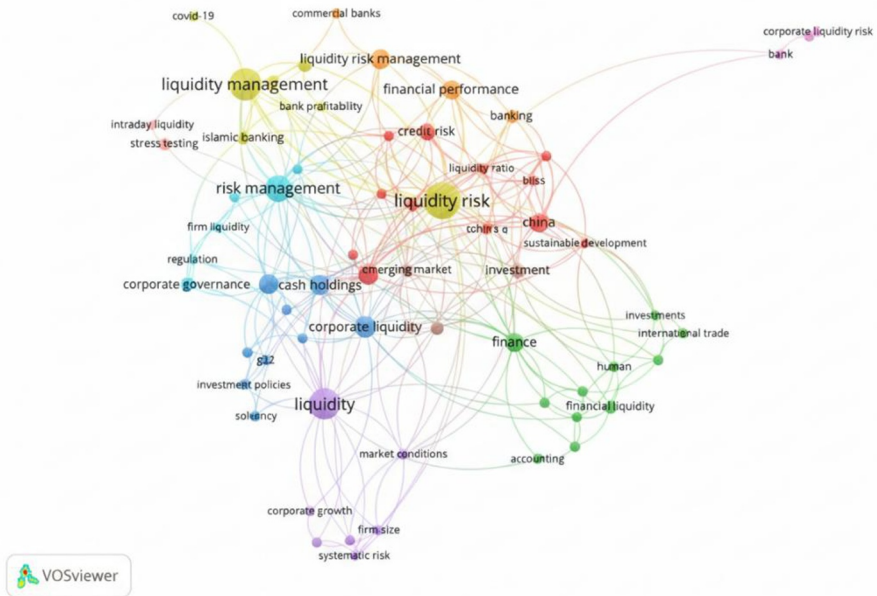 covid-19
commercial banks
corporate liquidity risk
bank
liquidity risk management
liquidity management
financial performance
bank prafitablity
banking
intraday liquidity
islamic banking
credit risk
stress testing
liquidity ratio
bliss
risk management
liquidity risk
firm liquidity
china
sustainable development
regulation
emerging market
investment
corporate governance
cash holdings
investments
corporate liquidity
international trade
finance
g12
human
investment policies
liquidity
financial liquidity
market conditions
accounting
corporate growth
firm size
systematic risk
VOSviewer